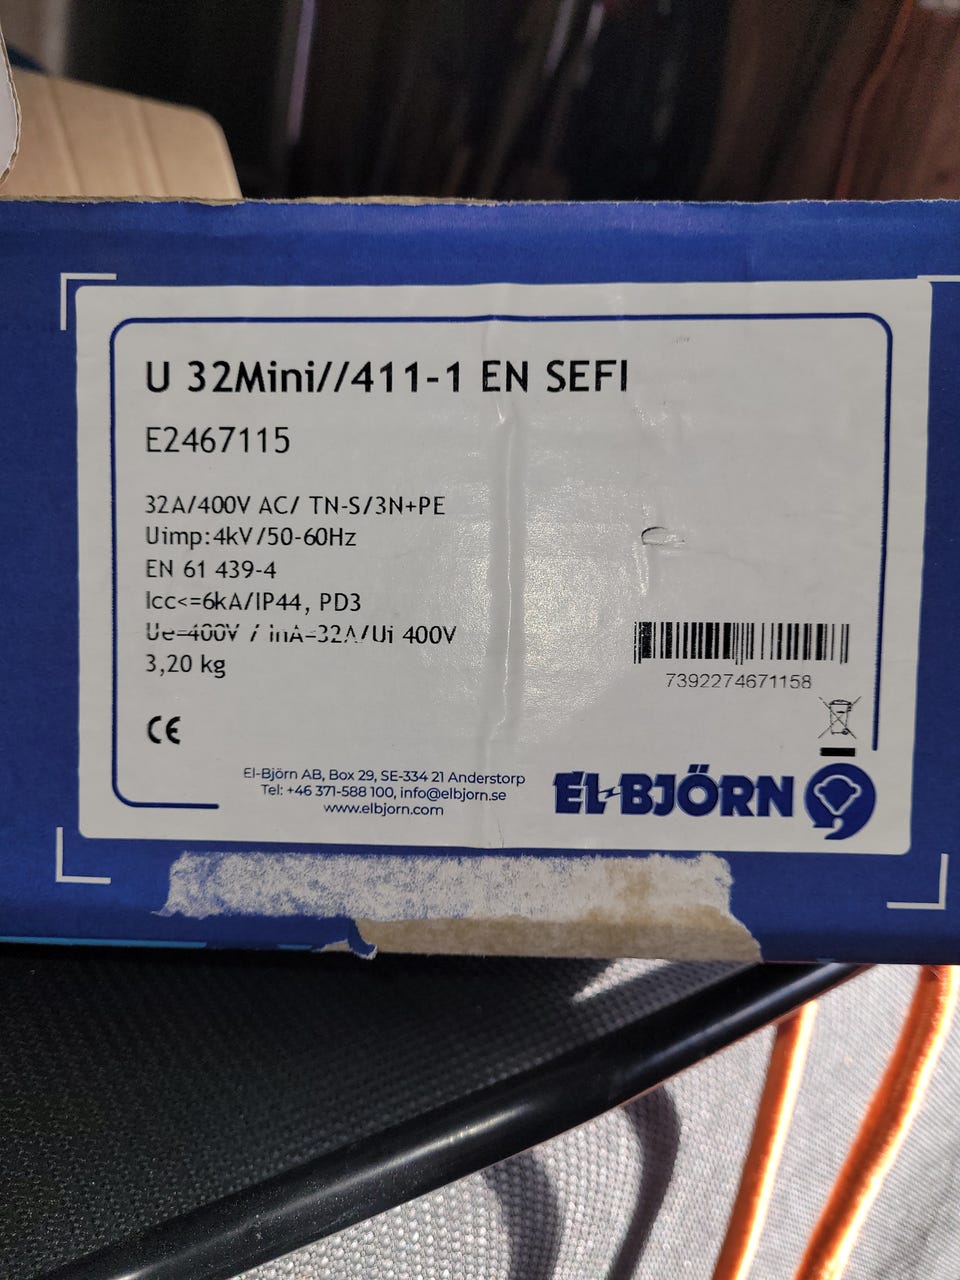 U 32Mini//411-1 EN SEFI
E2467115
32A/400V AC/ TN-S/3N+PE
Uimp:4kV/50-60Hz
EN 61 439-4
Icc<=6kA/IP44, PD3
Ue=400V / InA=32A/Ui 400V
3,20 kg
7392274671158
CE
El-Björn AB, Box 29, SE-334 21 Anderstorp
Tel: +46 371-588 100, info@elbjorn.se
www.elbjorn.com
EL-BJÖRN